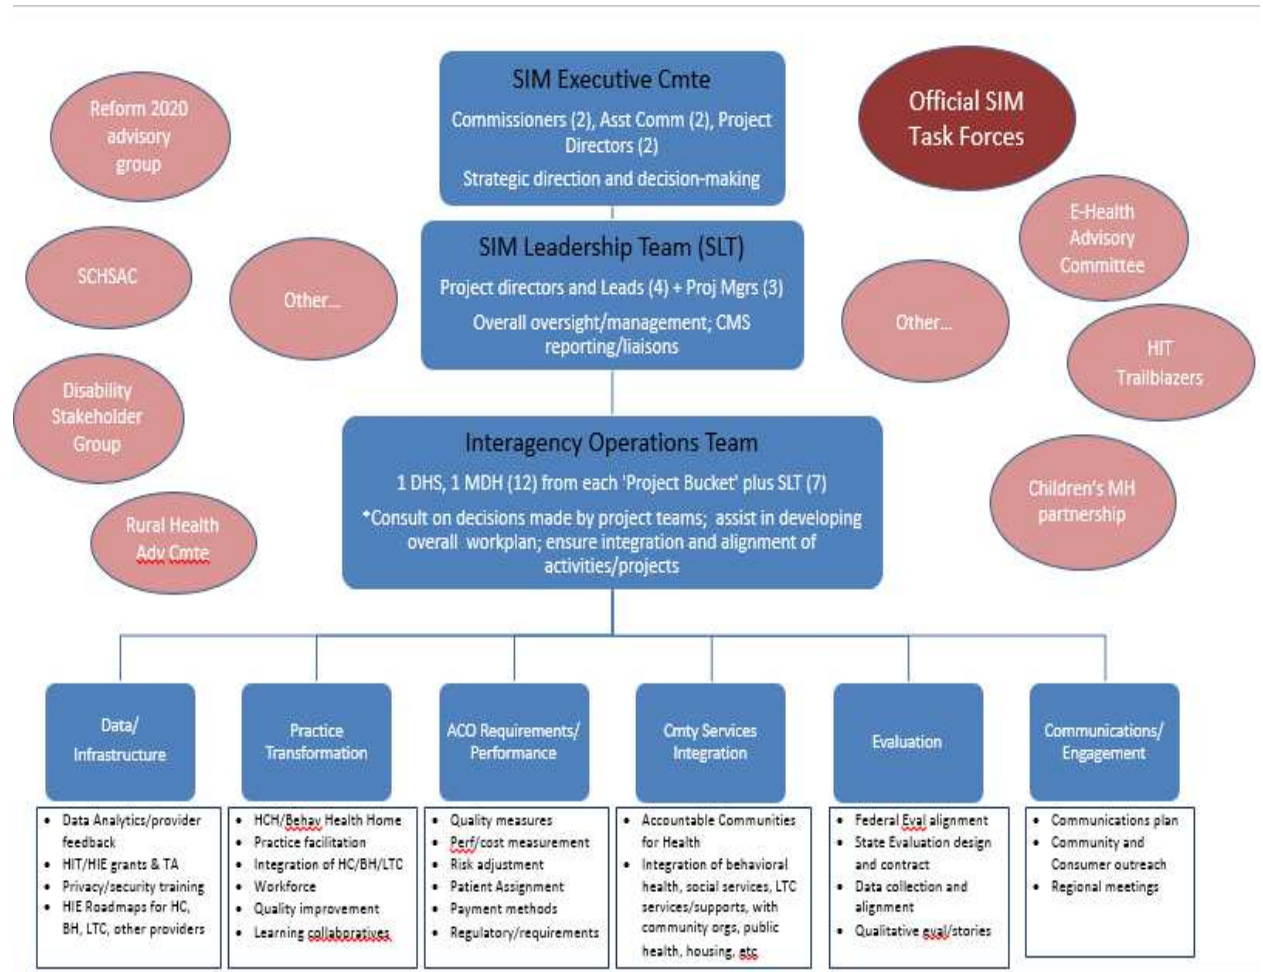 SIM Executive Cmte
Commissioners (2), Asst Comm (2), Project
Directors (2)
Strategic direction and decision-making
Official SIM
Task Forces
Reform 2020
advisory
group
E-Health
Advisory
Committee
SIM Leadership Team (SLT)
Project directors and Leads (4) + Proj Mgrs (3)
Overall oversight/management; CMS
reporting/liaisons
SCHSAC
Other...
Other...
HIT
Trailblazers
Disability
Stakeholder
Group
Interagency Operations Team
1 DHS, 1 MDH (12) from each 'Project Bucket' plus SLT (7)
*Consult on decisions made by project teams; assist in developing
overall workplan; ensure integration and alignment of
activities/projects
Children's MH
partnership
Rural Health
Adv Cmte
Data/
Infrastructure
Practice
Transformation
ACO Requirements/
Performance
Cmty Services
Integration
Evaluation
Communications/
Engagement
• Data Analytics/provider
feedback
• HIT/HIE grants & TA
• Privacy/security training
• HIE Roadmaps for HC,
BH, LTC, other providers
• HCH/Behav Health Home
• Practice facilitation
• Integration of HC/BH/LTC
• Workforce
• Quality improvement
• Learning collaboratives
• Quality measures
• Perf/cost measurement
• Risk adjustment
• Patient Assignment
• Payment methods
• Regulatory/requirements
• Accountable Communities
for Health
• Integration of behavioral
health, social services, LTC
services/supports, with
community orgs, public
health, housing, etc
• Federal Eval alignment
• State Evaluation design
and contract
• Data collection and
alignment
• Qualitative eval/stories
• Communications plan
• Community and
Consumer outreach
• Regional meetings